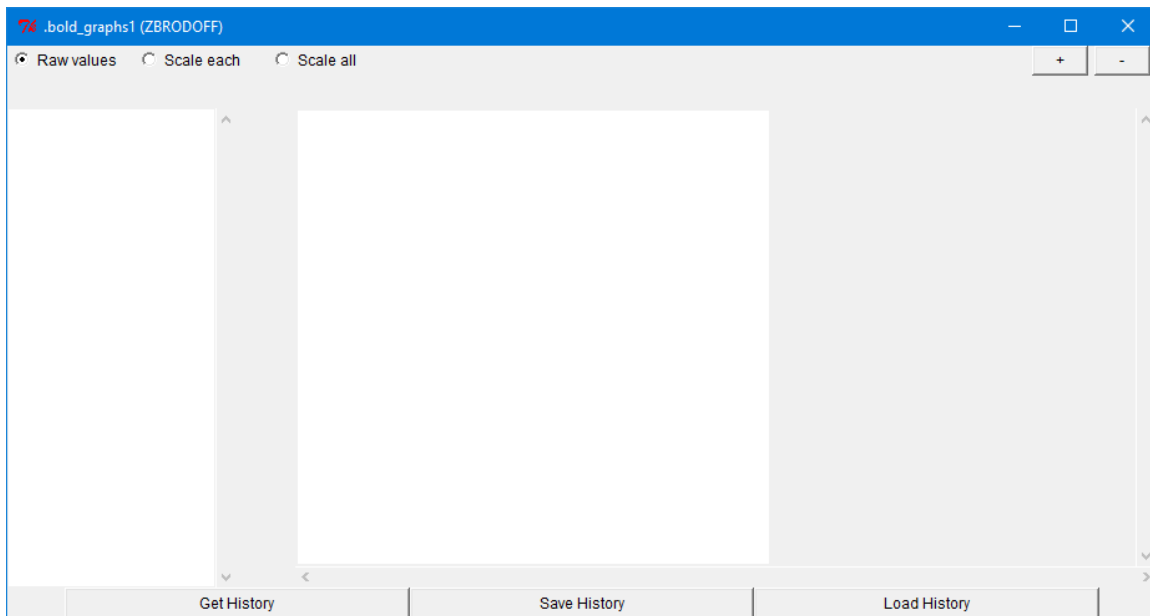 .bold_graphs1 (ZBRODOFF)
Raw values Scale each Scale all + -
Get History Save History Load History